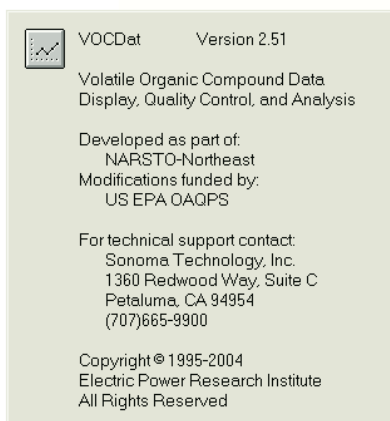 VOCDat Version 2.51
Volatile Organic Compound Data
Display, Quality Control, and Analysis
Developed as part of:
NARSTO-Northeast
Modifications funded by:
US EPA OAQPS
For technical support contact:
Sonoma Technology, Inc.
1360 Redwood Way, Suite C
Petaluma, CA 94954
(707)665-9900
Copyright © 1995-2004
Electric Power Research Institute
All Rights Reserved